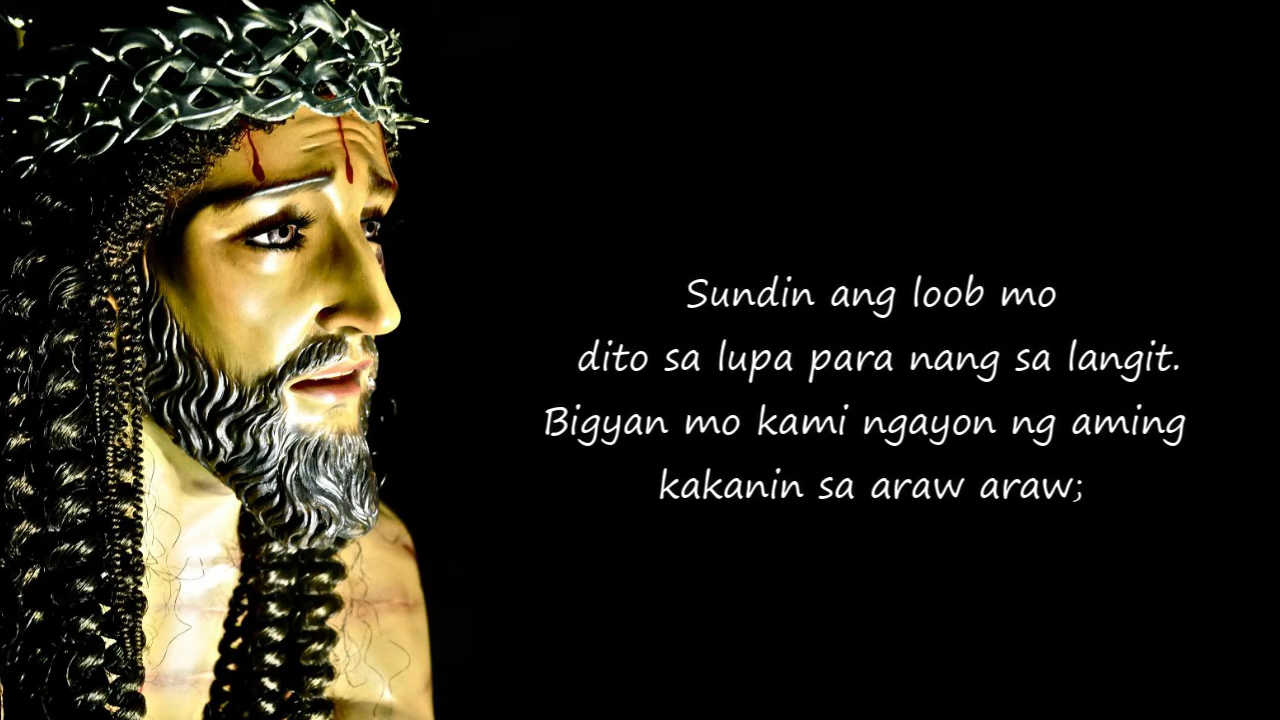 Sundin ang loob mo
dito sa lupa para nang sa langit.
Bigyan mo kami ngayon ng aming
kakanin sa araw araw;